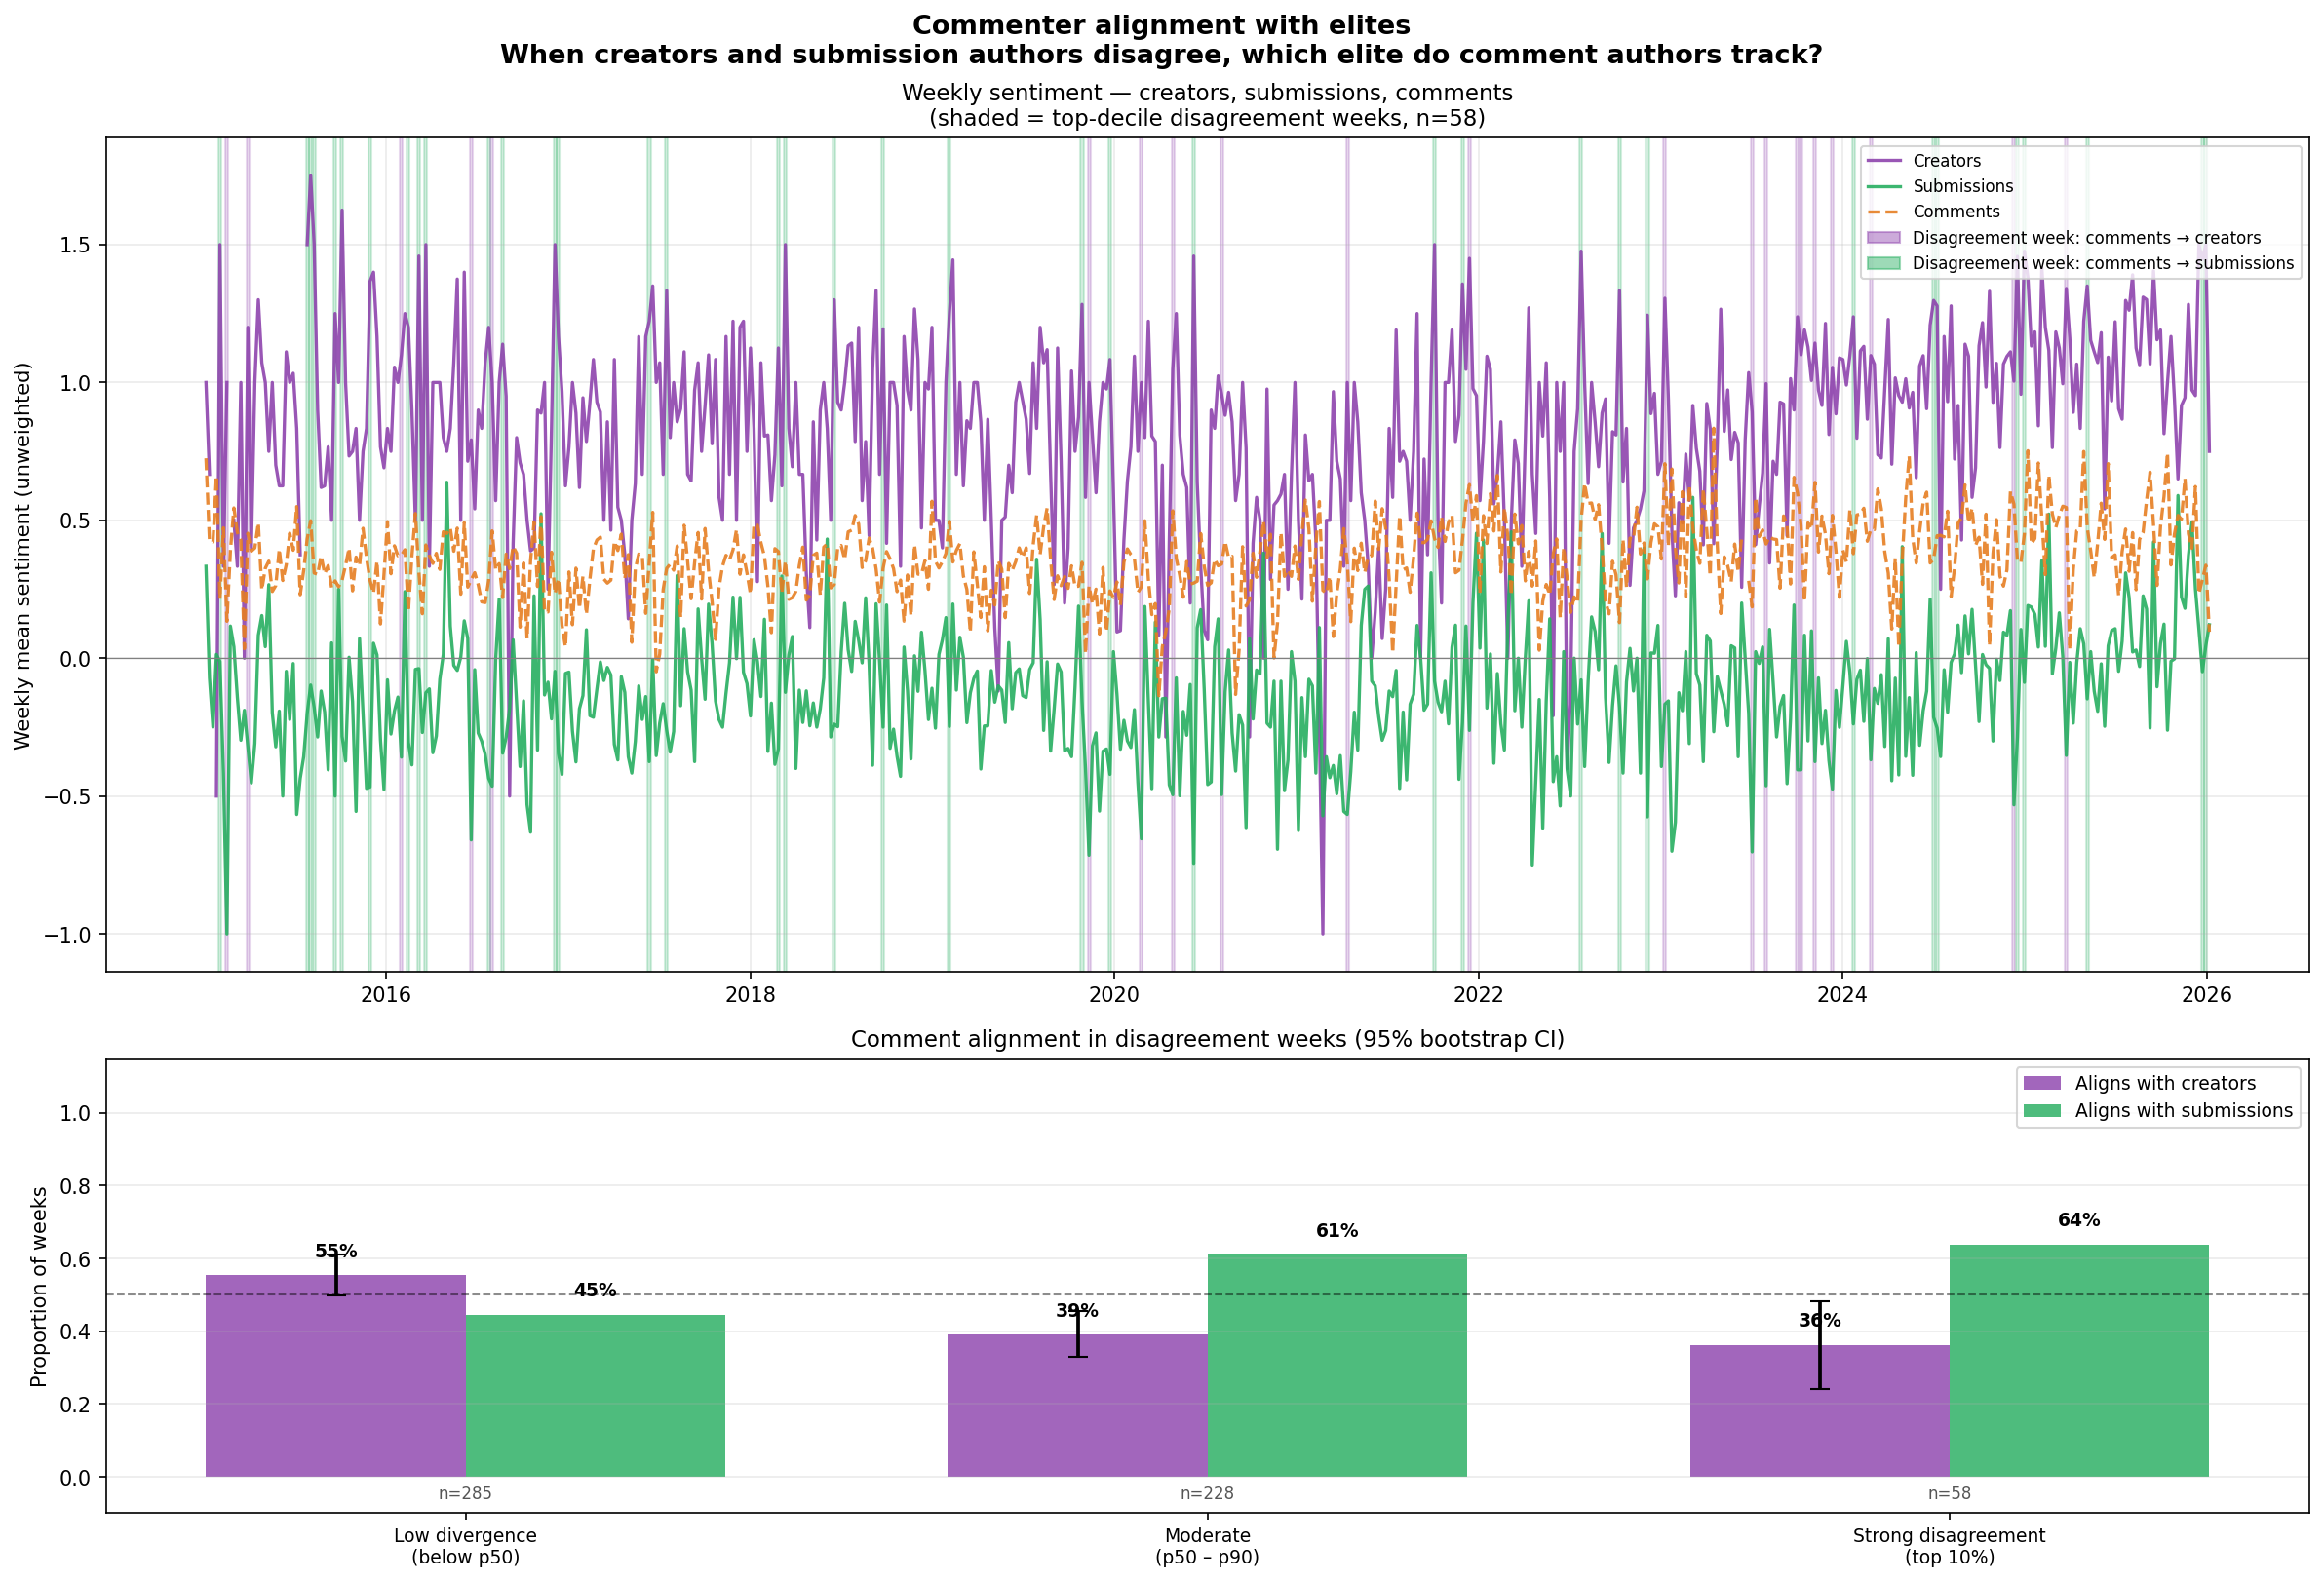 Commenter alignment with elites
When creators and submission authors disagree, which elite do comment authors track?
Weekly sentiment — creators, submissions, comments
(shaded = top-decile disagreement weeks, n=58)
Weekly mean sentiment (unweighted)
1.5
1.0
0.5
0.0
−0.5
−1.0
Creators
Submissions
Comments
Disagreement week: comments → creators
Disagreement week: comments → submissions
2016
2018
2020
2022
2024
2026
Comment alignment in disagreement weeks (95% bootstrap CI)
Proportion of weeks
1.0
0.8
0.6
0.4
0.2
0.0
Aligns with creators
Aligns with submissions
55%
45%
39%
61%
36%
64%
n=285
n=228
n=58
Low divergence
(below p50)
Moderate
(p50 – p90)
Strong disagreement
(top 10%)